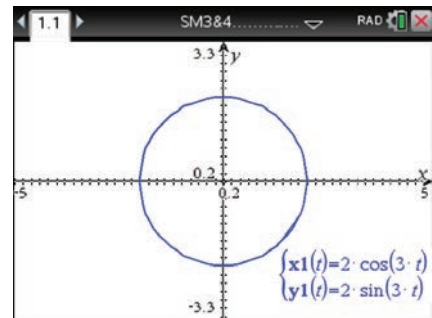 1.1 SM3&4............. RAD
3.3 y
0.2 x
-5 0.2 5
x1(t)=2· cos(3· t)
y1(t)=2· sin(3· t)
-3.3